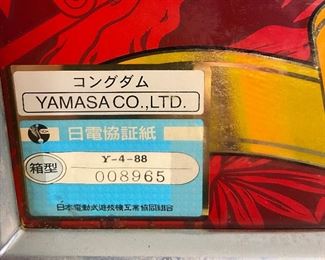 コングダム
YAMASA CO.,LTD.
日電協証紙
箱型
Y-4-88
008965
日本電動式遊技機工業協同組合